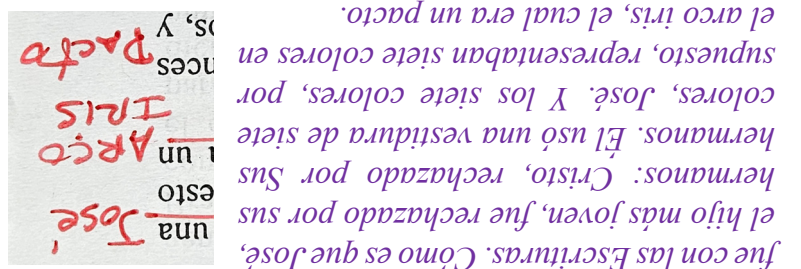 fue con las Escrituras. Cómo es que José,
el hijo más joven, fue rechazado por sus
hermanos: Cristo, rechazado por Sus
hermanos. Él usó una vestidura de siete
colores, José. Y los siete colores, por
supuesto, representaban siete colores en
el arco iris, el cual era un pacto.
una José
un ARCO
IRIS
Pacto